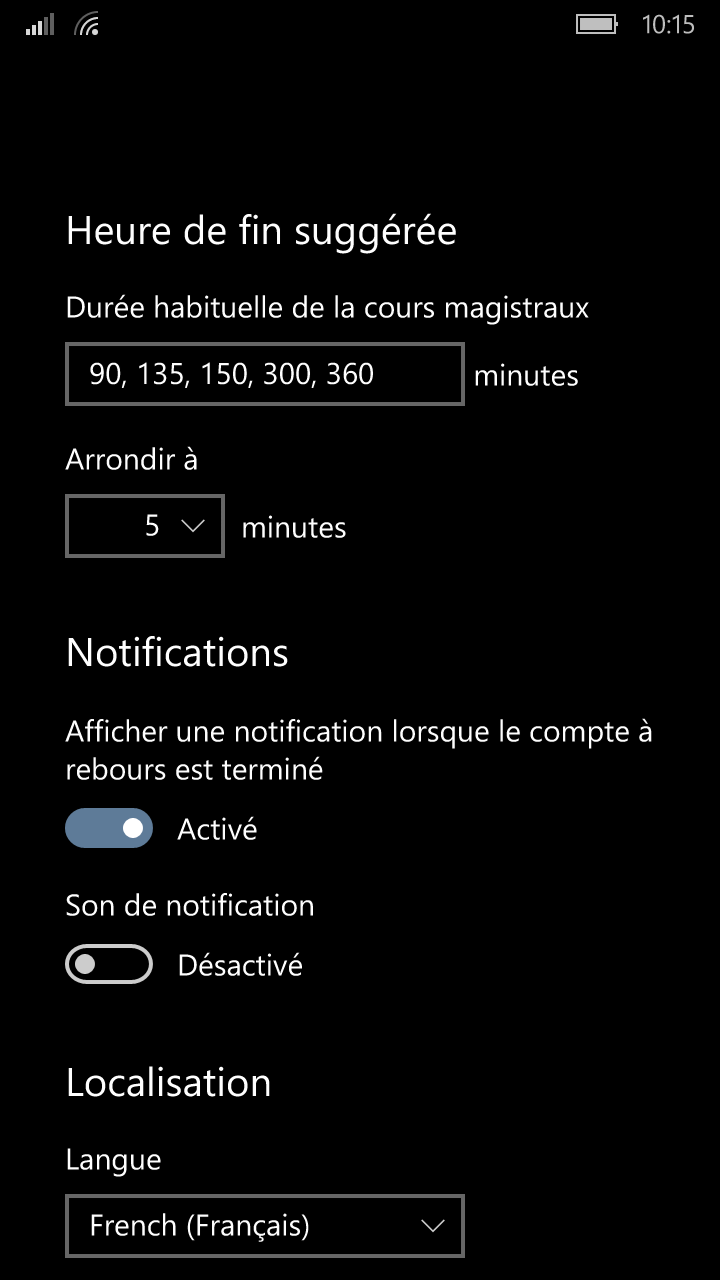 10:15
Heure de fin suggérée
Durée habituelle de la cours magistraux
90, 135, 150, 300, 360 minutes
Arrondir à
5 minutes
Notifications
Afficher une notification lorsque le compte à
rebours est terminé
Activé
Son de notification
Désactivé
Localisation
Langue
French (Français)